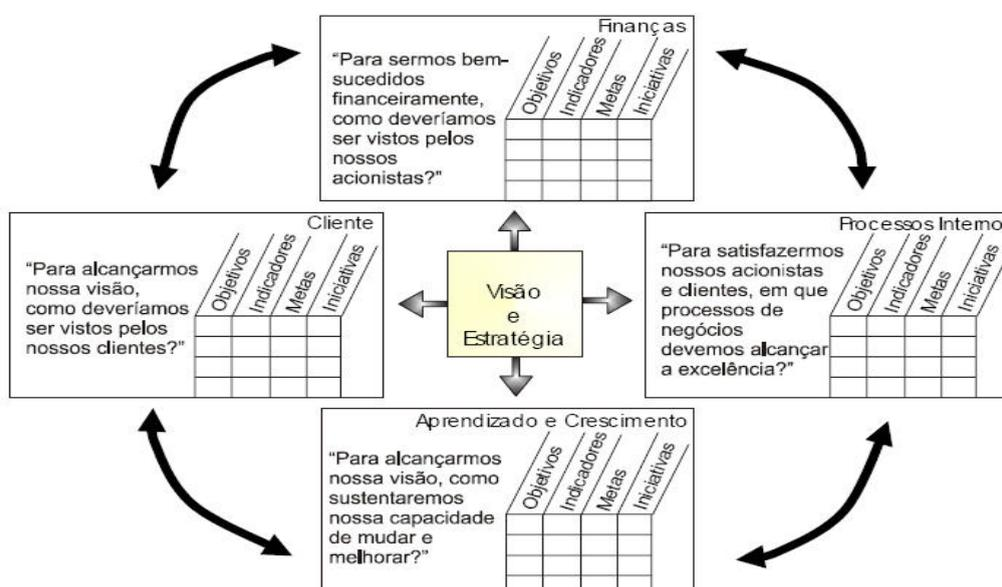 Finanças
“Para sermos bem-
sucedidos
financeiramente,
como deveríamos
ser vistos pelos
nossos
acionistas?”
Objetivos
Indicadores
Metas
Iniciativas
Cliente
“Para alcançarmos
nossa visão,
como deveríamos
ser vistos pelos
nossos clientes?”
Objetivos
Indicadores
Metas
Iniciativas
Visão
e
Estratégia
Processos Interno
“Para satisfazermos
nossos acionistas
e clientes, em que
processos de
negócios
devemos alcançar
a excelência?”
Objetivos
Indicadores
Metas
Iniciativas
Aprendizado e Crescimento
“Para alcançarmos
nossa visão, como
sustentaremos
nossa capacidade
de mudar e
melhorar?”
Objetivos
Indicadores
Metas
Iniciativas